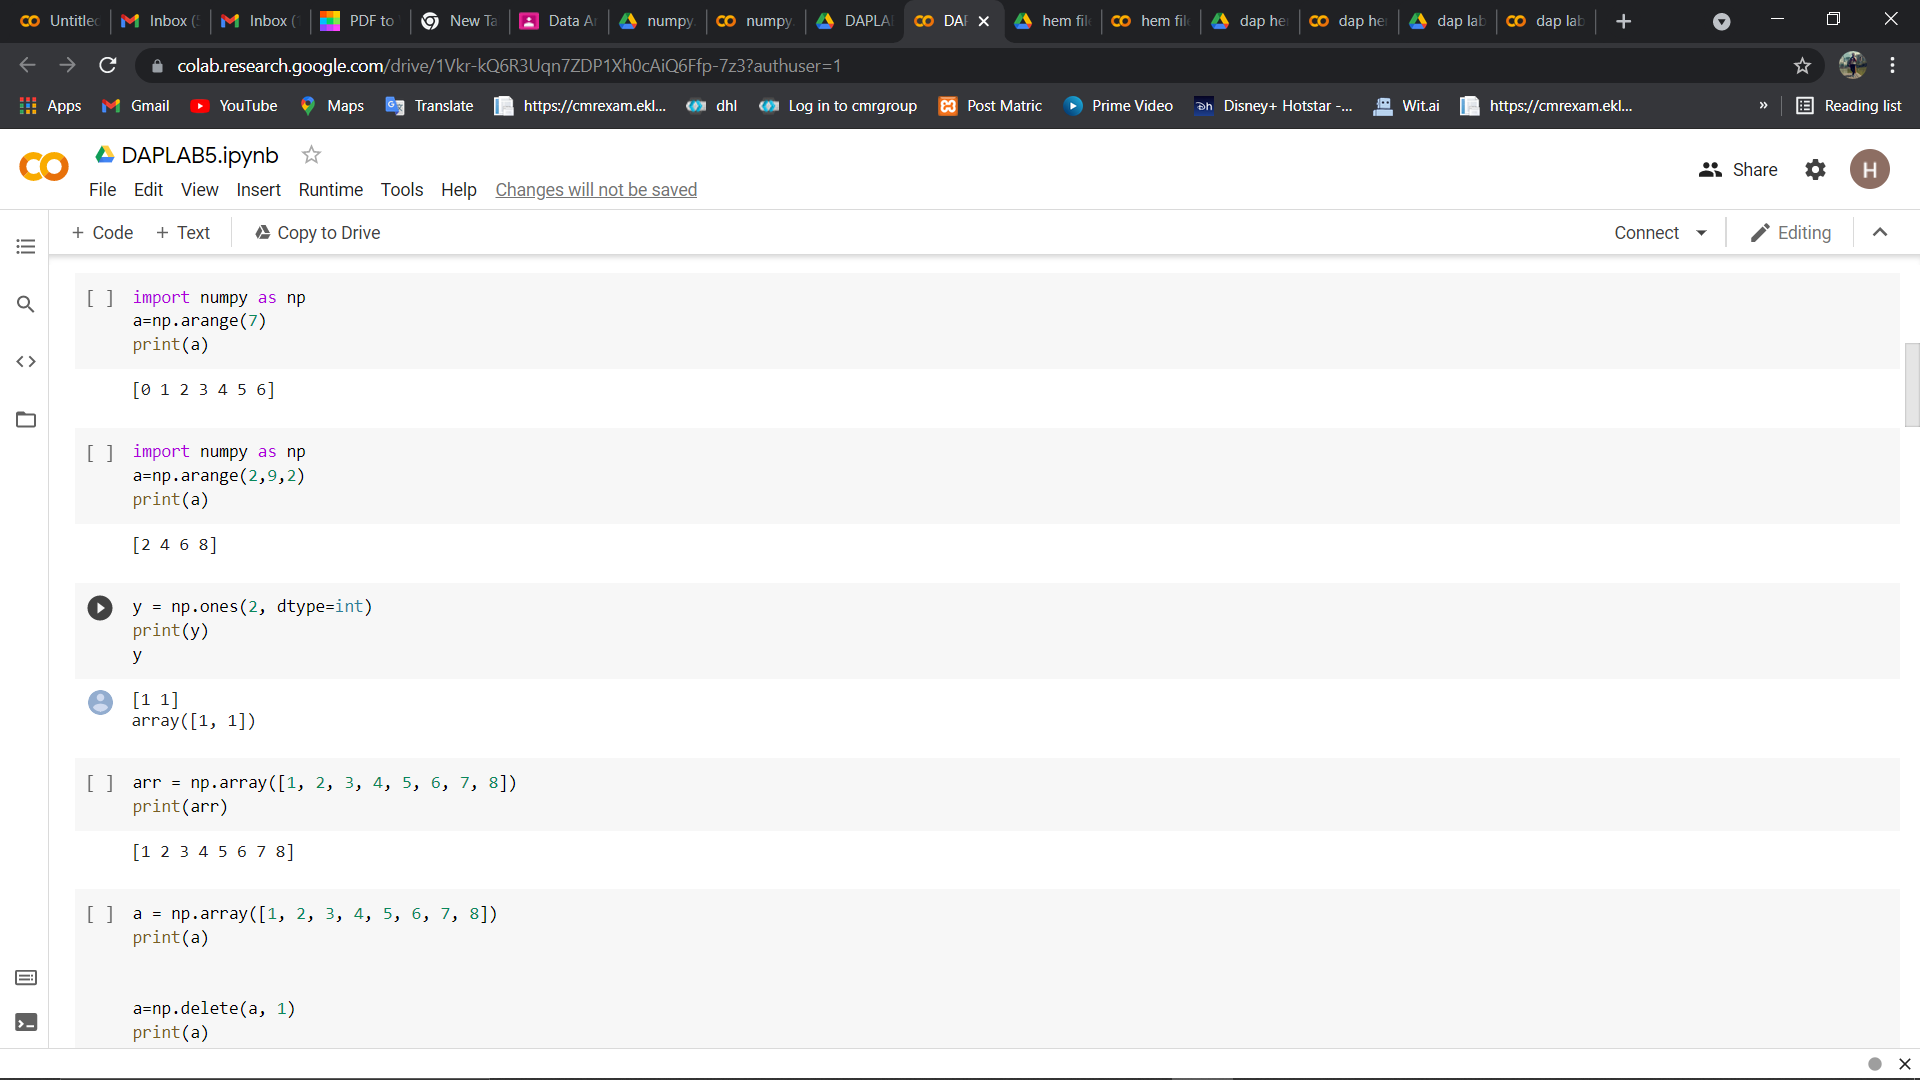 Untitle
Inbox (
Inbox (
PDF to
New Ta
Data A
numpy.
numpy.
DAPLA
DAP
hem fil
hem file
dap he
dap he
dap lab
dap lab
colab.research.google.com/drive/1Vkr-kQ6R3Uqn7ZDP1Xh0cAiQ6Ffp-7z3?authuser=1
Apps Gmail YouTube Maps Translate https://cmrexam.ekl... dhl Log in to cmrgroup Post Matric Prime Video Disney+ Hotstar -... Wit.ai https://cmrexam.ekl... » Reading list
DAPLAB5.ipynb
File Edit View Insert Runtime Tools Help Changes will not be saved
Share
H
+ Code + Text Copy to Drive
Connect Editing
[ ] import numpy as np
a=np.arange(7)
print(a)
[0 1 2 3 4 5 6]
[ ] import numpy as np
a=np.arange(2,9,2)
print(a)
[2 4 6 8]
y = np.ones(2, dtype=int)
print(y)
y
[1 1]
array([1, 1])
[ ] arr = np.array([1, 2, 3, 4, 5, 6, 7, 8])
print(arr)
[1 2 3 4 5 6 7 8]
[ ] a = np.array([1, 2, 3, 4, 5, 6, 7, 8])
print(a)
a=np.delete(a, 1)
print(a)